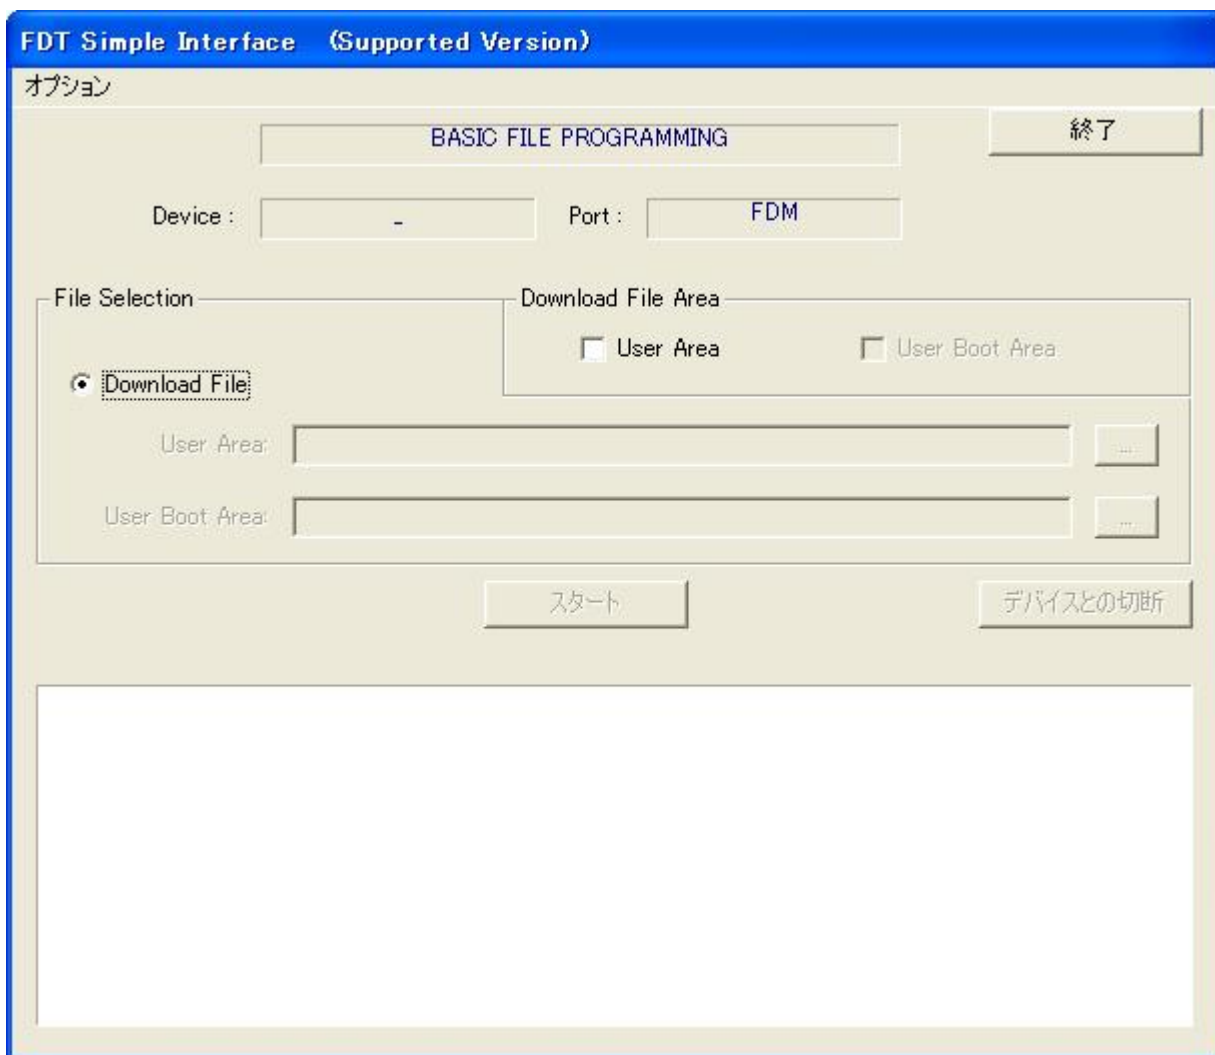 FDT Simple Interface (Supported Version)
オプション
BASIC FILE PROGRAMMING
終了
Device : - Port : FDM
File Selection
Download File Area
User Area User Boot Area
Download File
User Area: ...
User Boot Area: ...
スタート デバイスとの切断